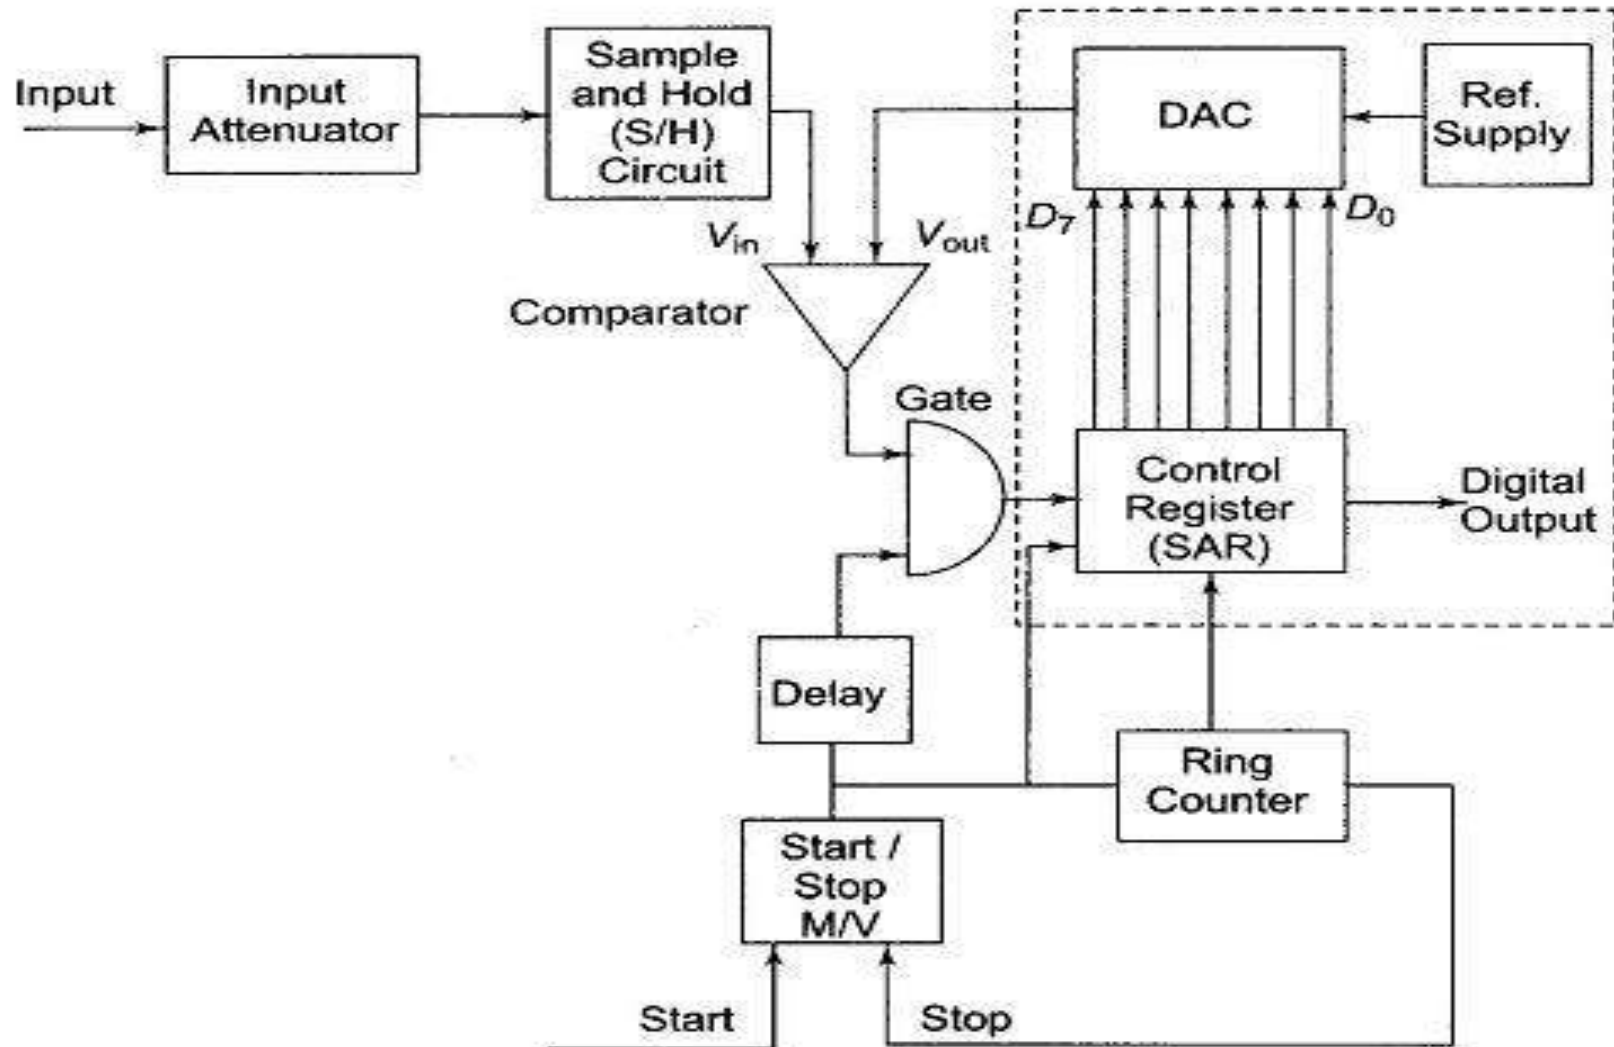 Input
Input
Attenuator
Sample
and Hold
(S/H)
Circuit
DAC
Ref.
Supply
D7
D0
Vin
Vout
Comparator
Gate
Control
Register
(SAR)
Digital
Output
Delay
Ring
Counter
Start /
Stop
M/V
Start
Stop